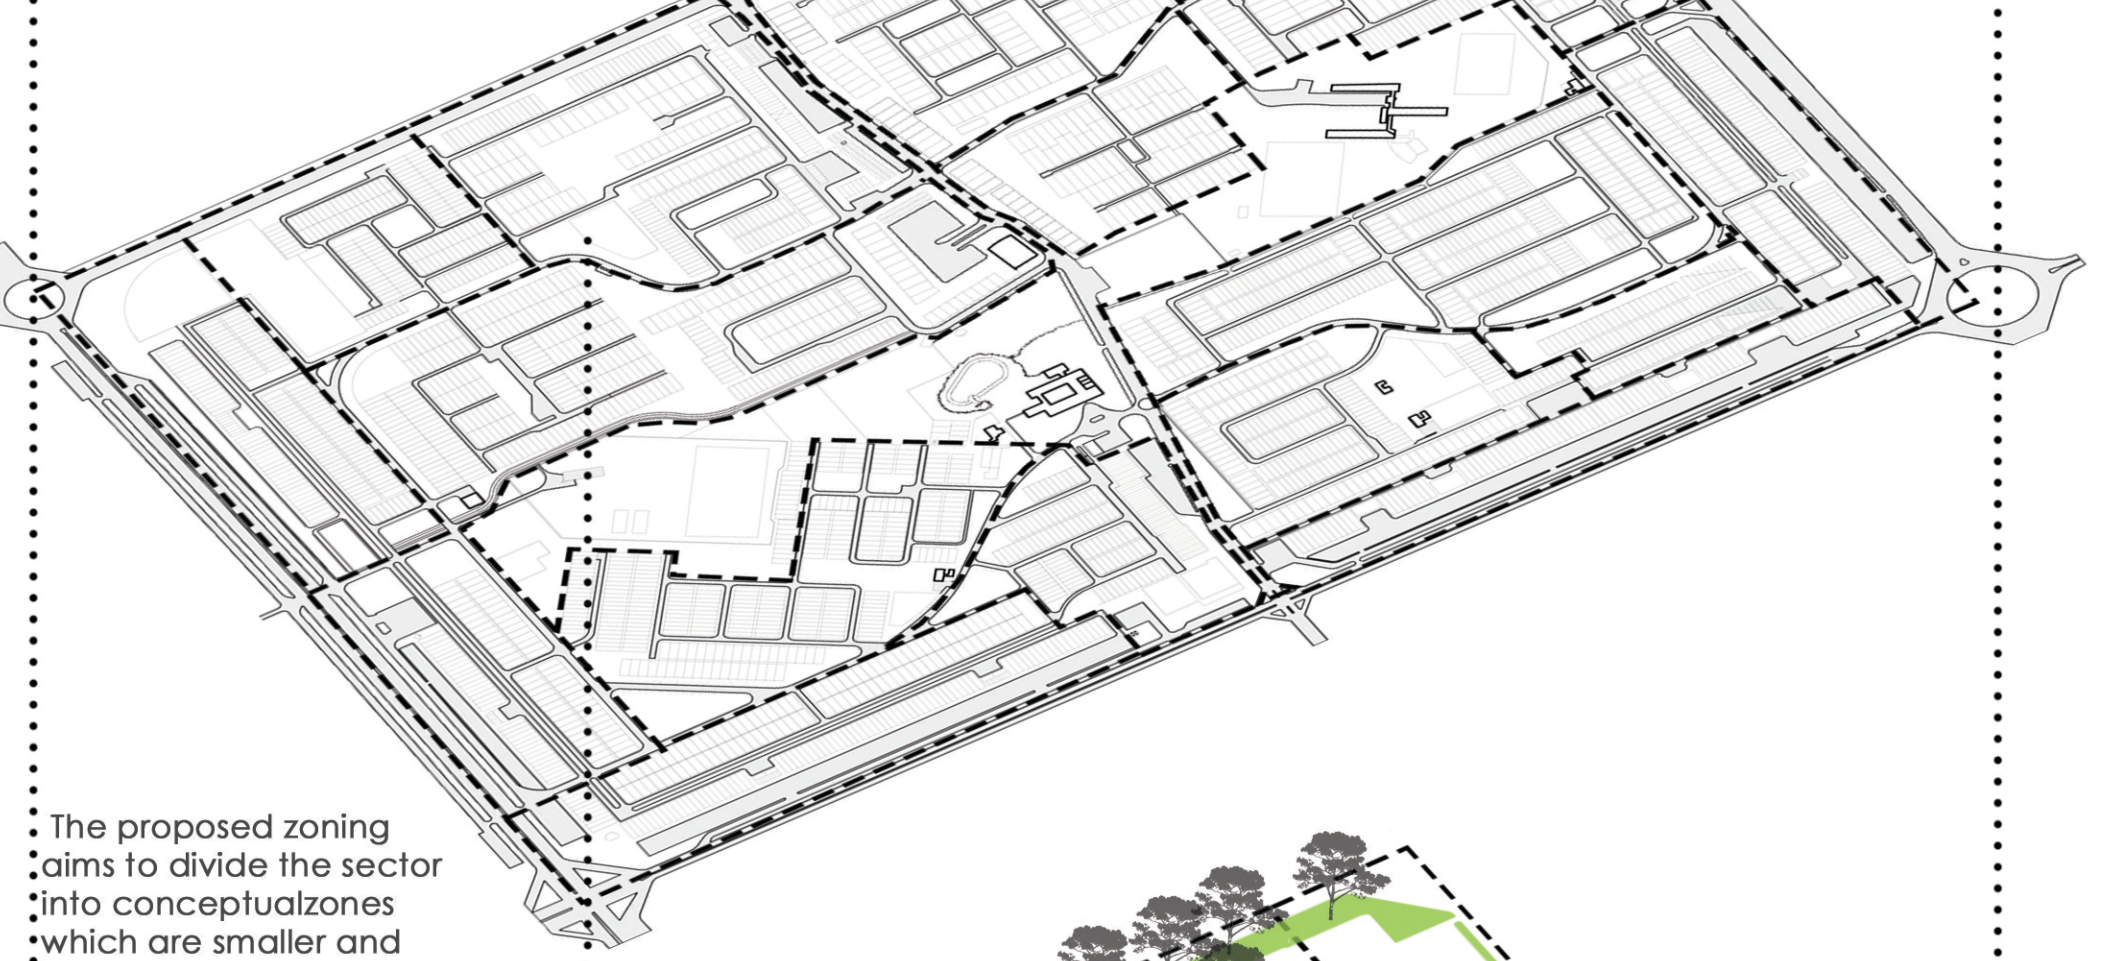 The proposed zoning
aims to divide the sector
into conceptualzones
which are smaller and